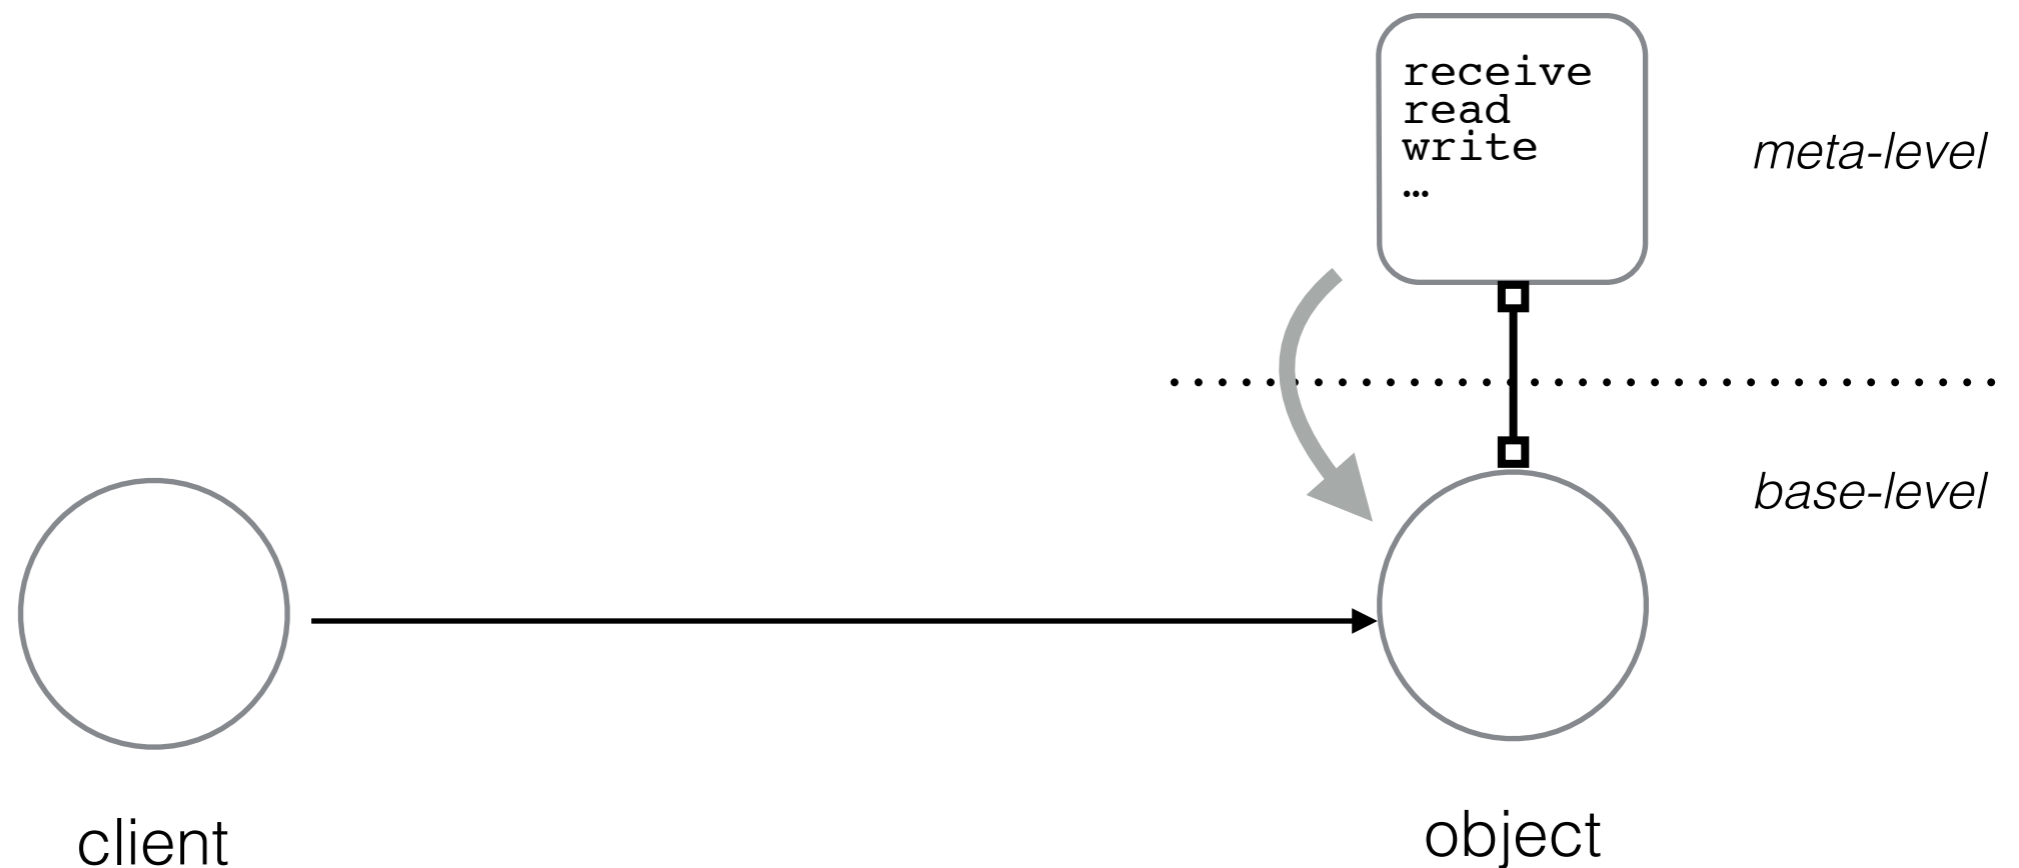 receive
read
write
…
meta-level
base-level
client
object